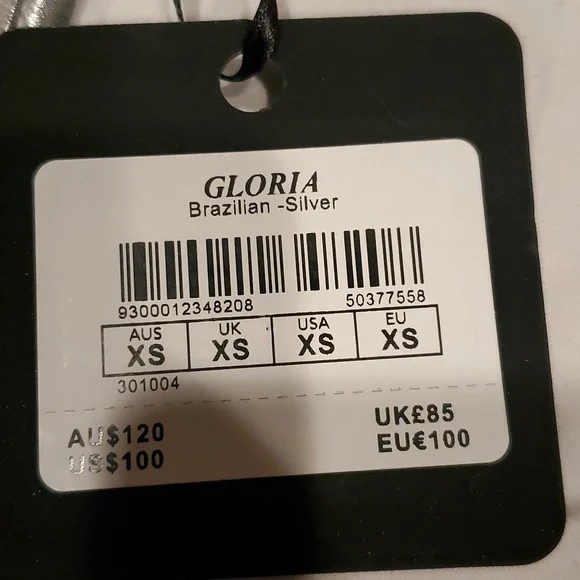 GLORIA
Brazilian -Silver
9300012348208 50377558
AUS UK USA EU
XS XS XS XS
301004
AU$120 UK£85
US$100 EU€100